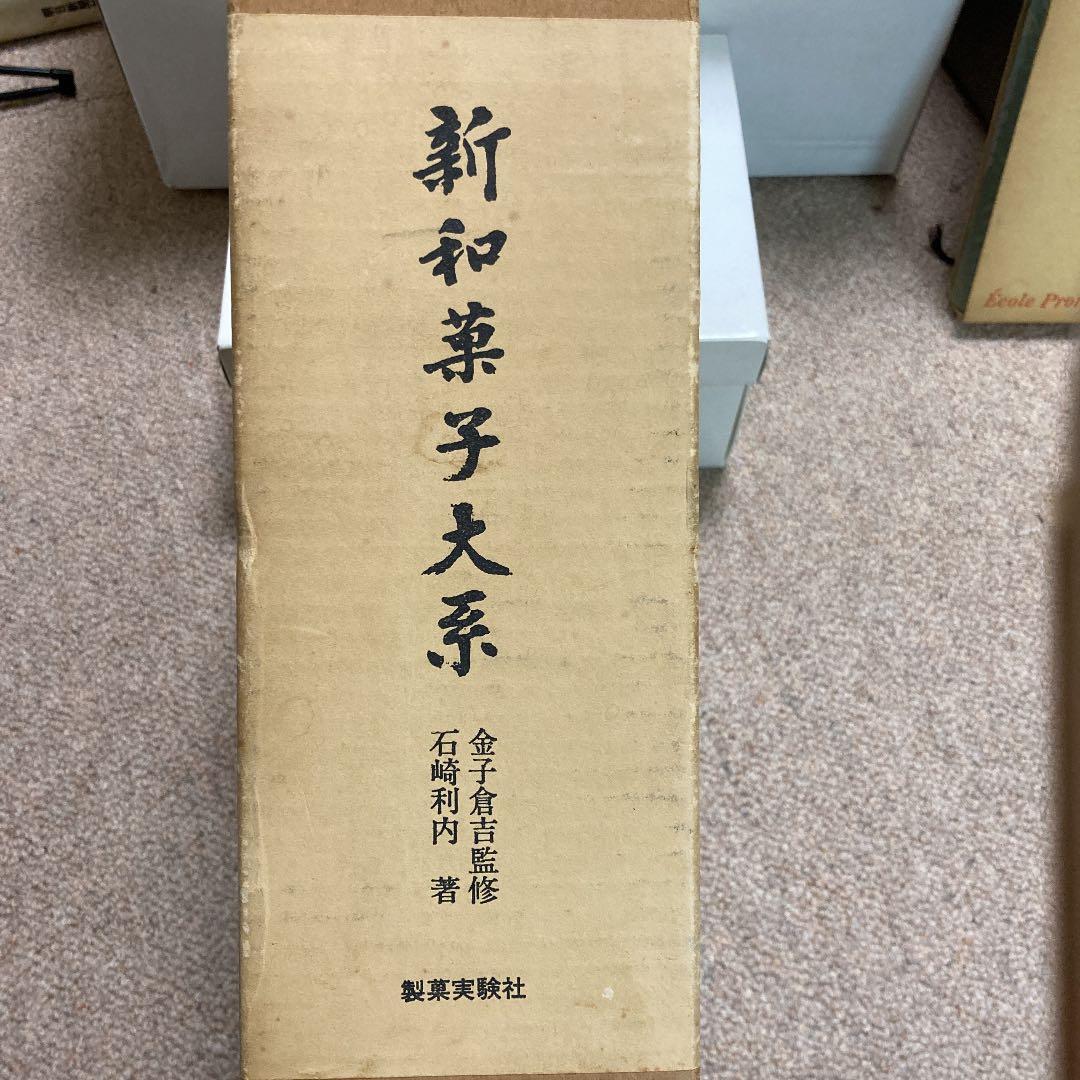 新和菓子大系
金子倉吉監修
石崎利内 著
製菓実験社
École